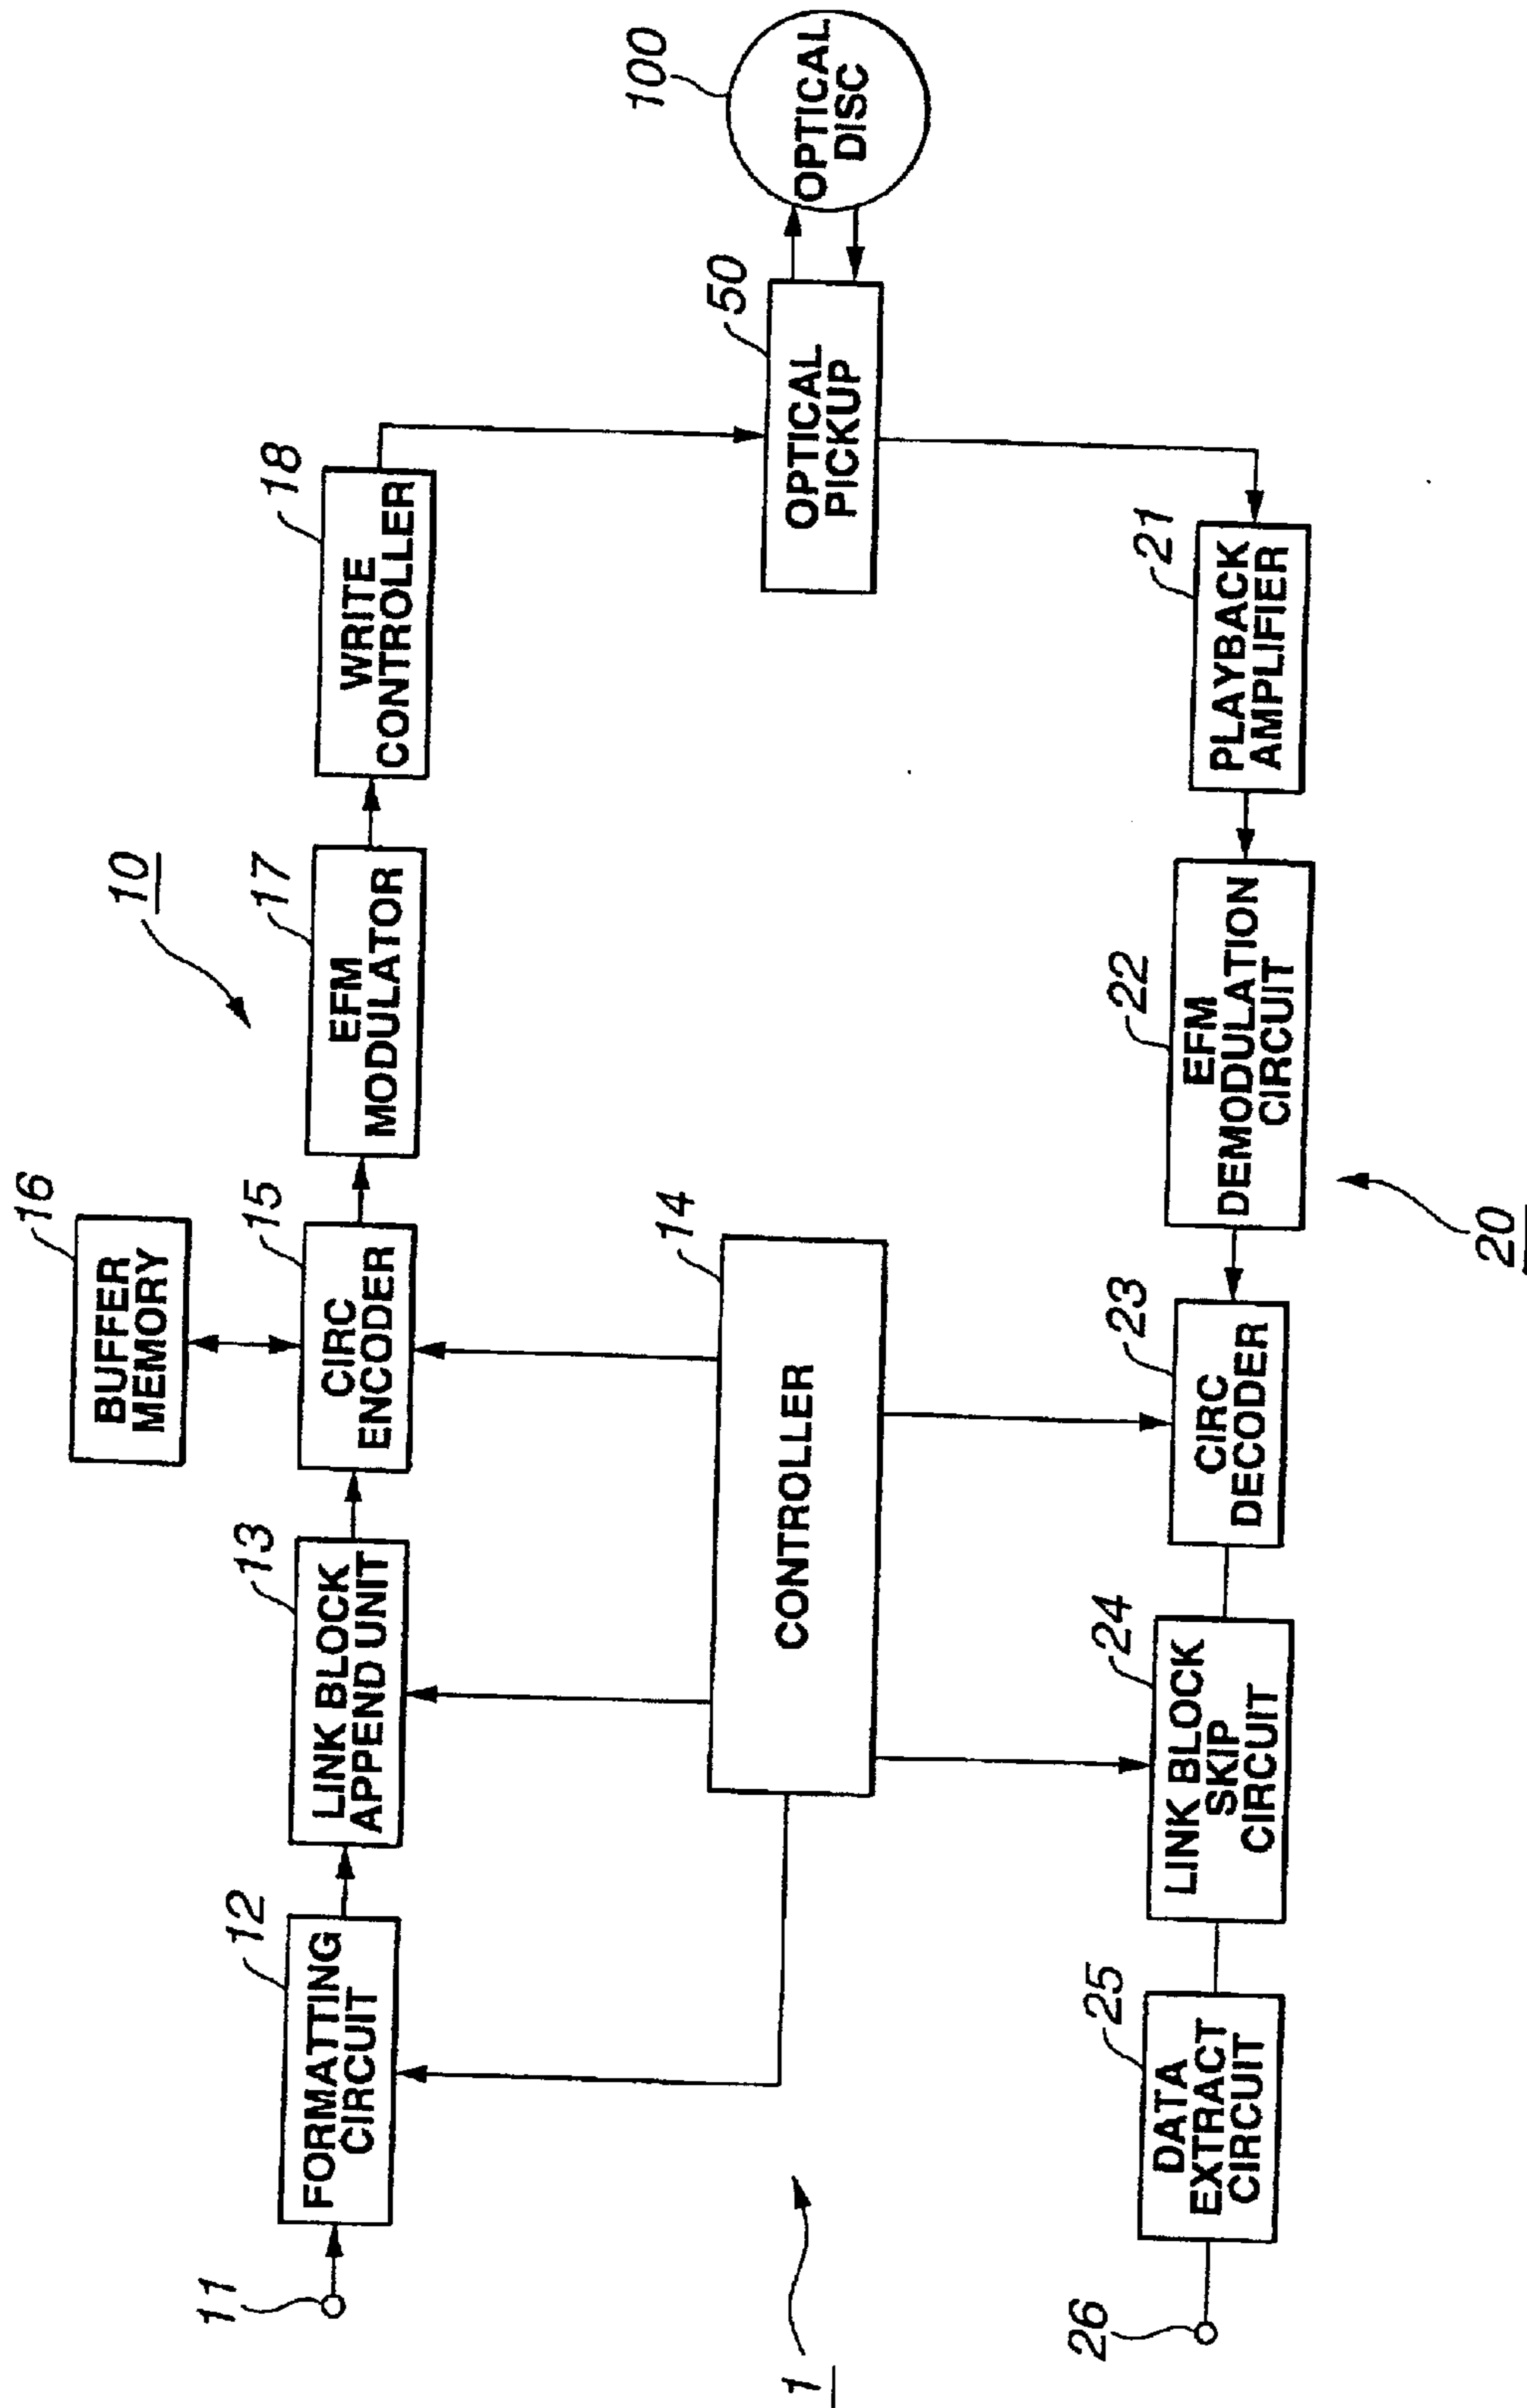 16
BUFFER
MEMORY
10
11
12
FORMATTING
CIRCUIT
13
LINK BLOCK
APPEND UNIT
15
CIRC
ENCODER
17
EFM
MODULATOR
18
WRITE
CONTROLLER
1
14
CONTROLLER
50
OPTICAL
PICKUP
100
OPTICAL
DISC
26
25
DATA
EXTRACT
CIRCUIT
24
LINK BLOCK
SKIP
CIRCUIT
23
CIRC
DECODER
22
EFM
DEMODULATION
CIRCUIT
21
PLAYBACK
AMPLIFIER
20